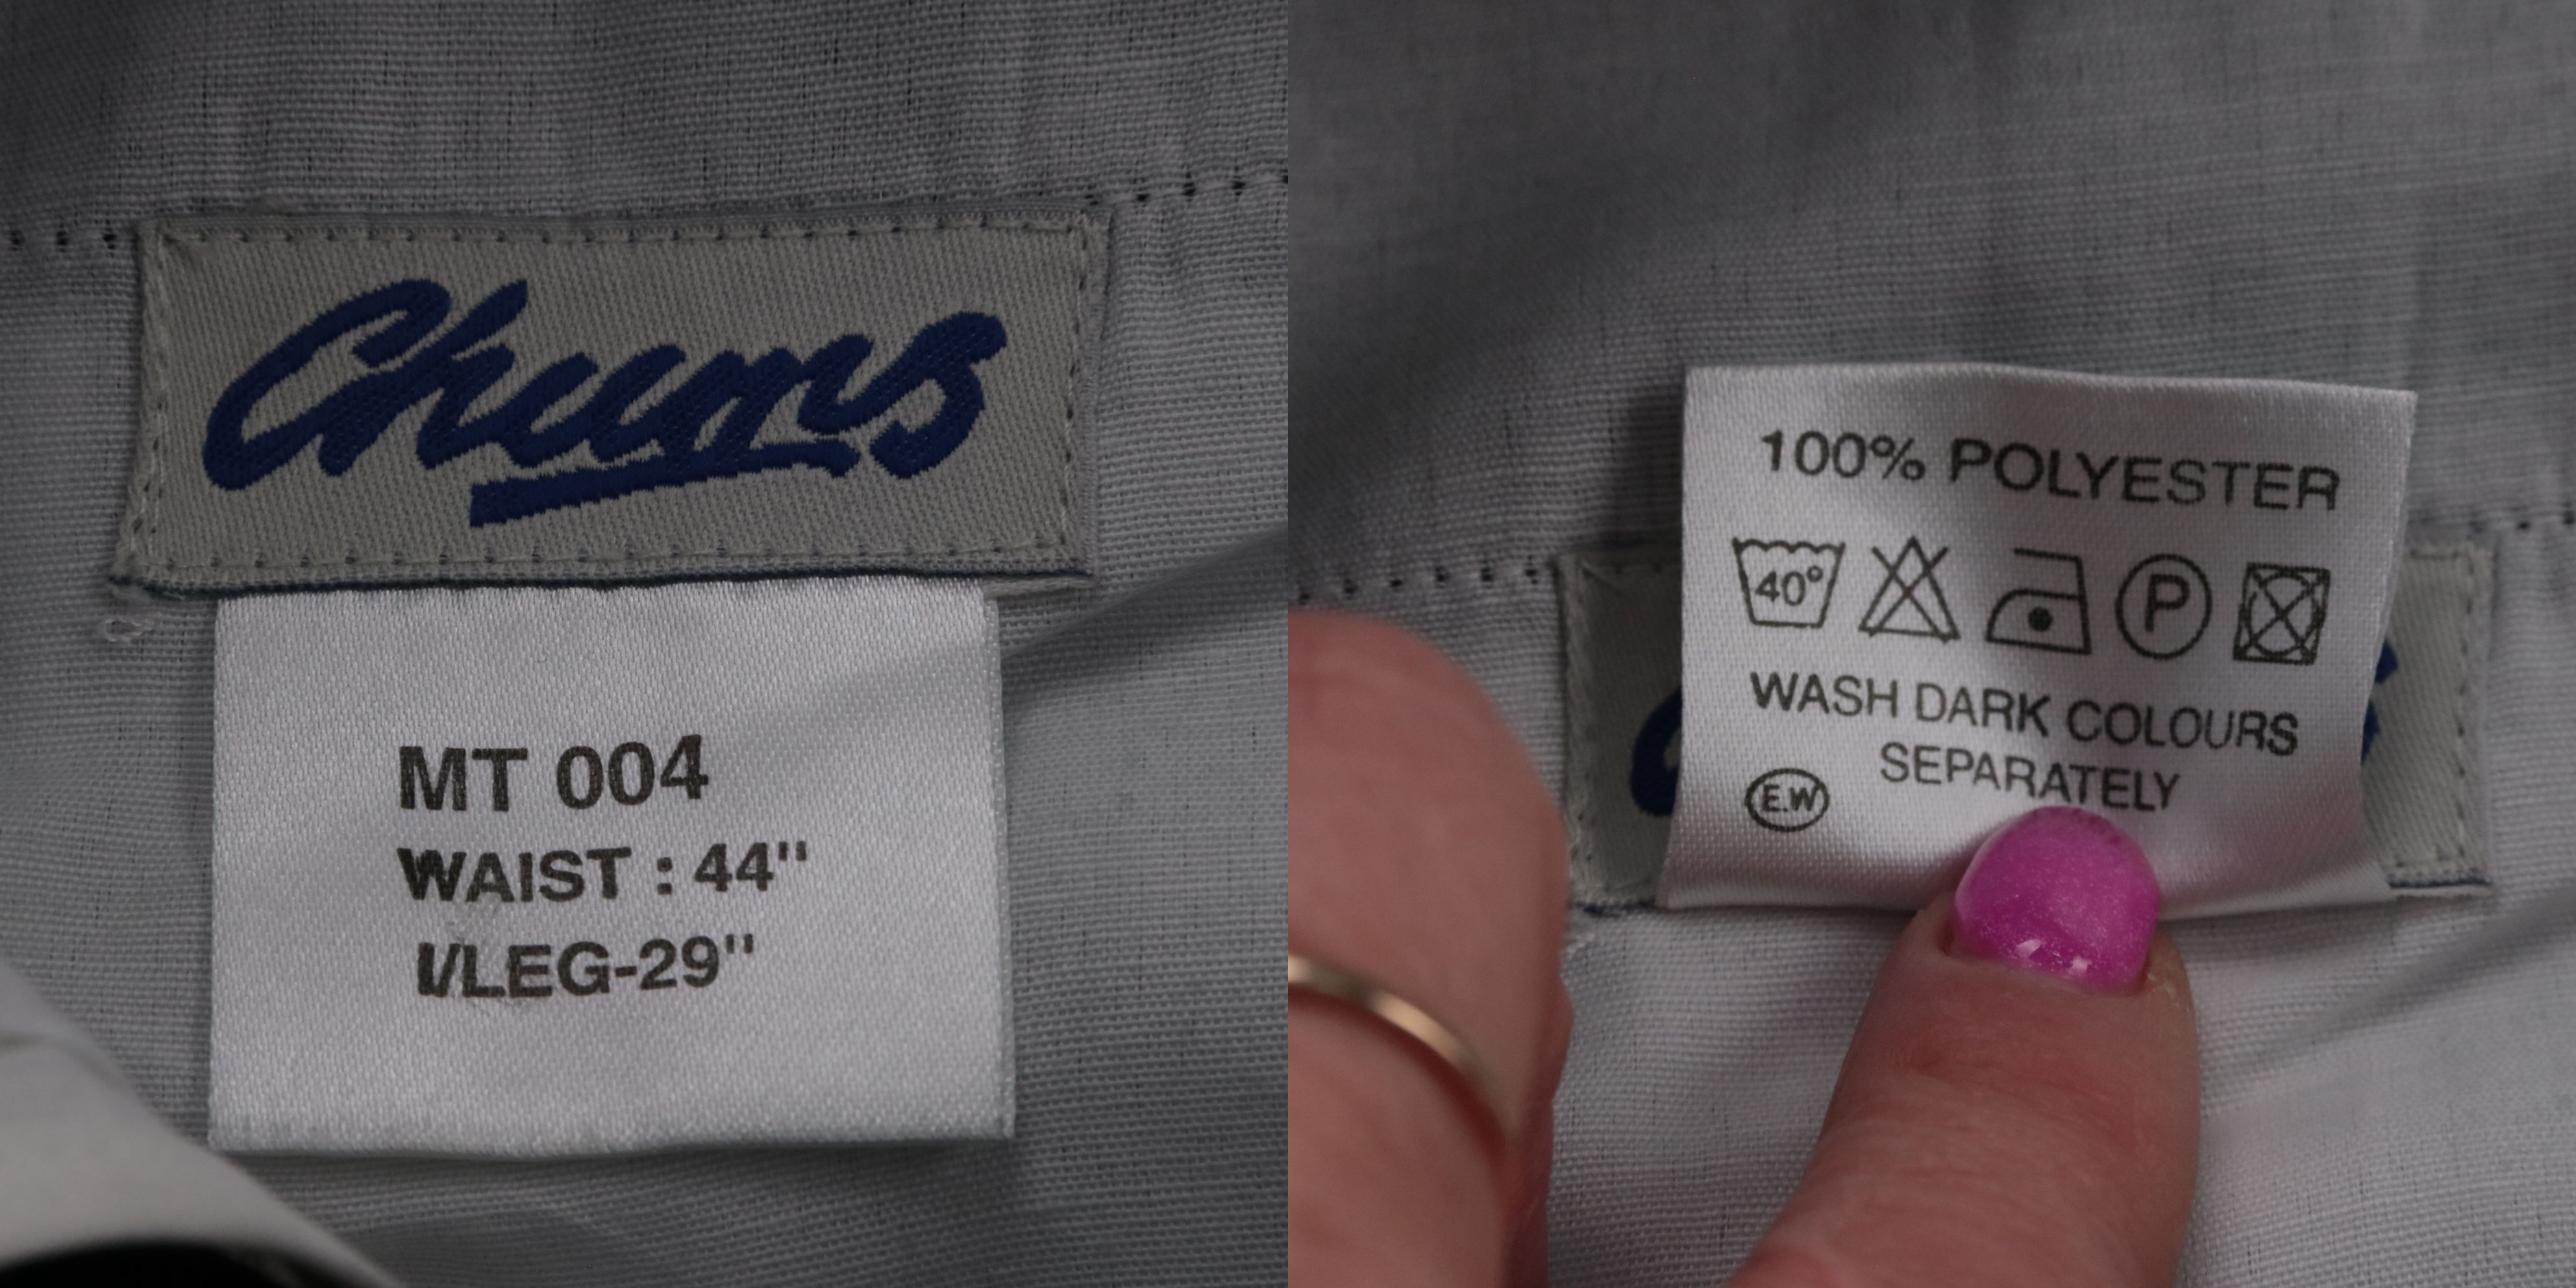 Chums
MT 004
WAIST : 44"
I/LEG-29"
100% POLYESTER
40°
P
WASH DARK COLOURS
SEPARATELY
E.W